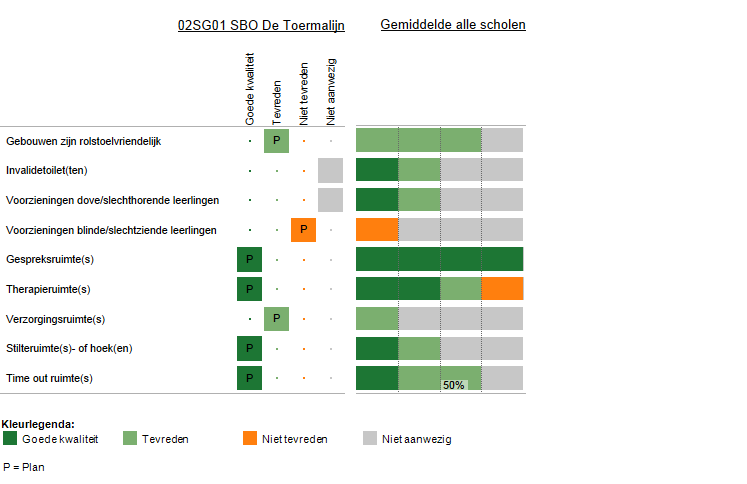 02SG01 SBO De Toermalijn
Gemiddelde alle scholen
Goede kwaliteit
Tevreden
Niet tevreden
Niet aanwezig
Gebouwen zijn rolstoelvriendelijk P
Invalidetoilet(ten)
Voorzieningen dove/slechthorende leerlingen
Voorzieningen blinde/slechtziende leerlingen P
Gespreksruimte(s) P
Therapieruimte(s) P
Verzorgingsruimte(s) P
Stilteruimte(s)- of hoek(en) P
Time out ruimte(s) P 50%
Kleurlegenda:
Goede kwaliteit Tevreden Niet tevreden Niet aanwezig
P = Plan